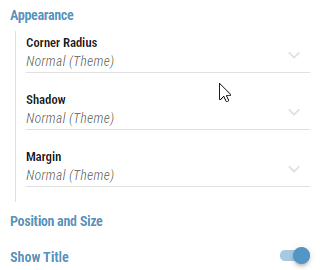 Appearance
Corner Radius
Normal (Theme)
Shadow
Normal (Theme)
Margin
Normal (Theme)
Position and Size
Show Title